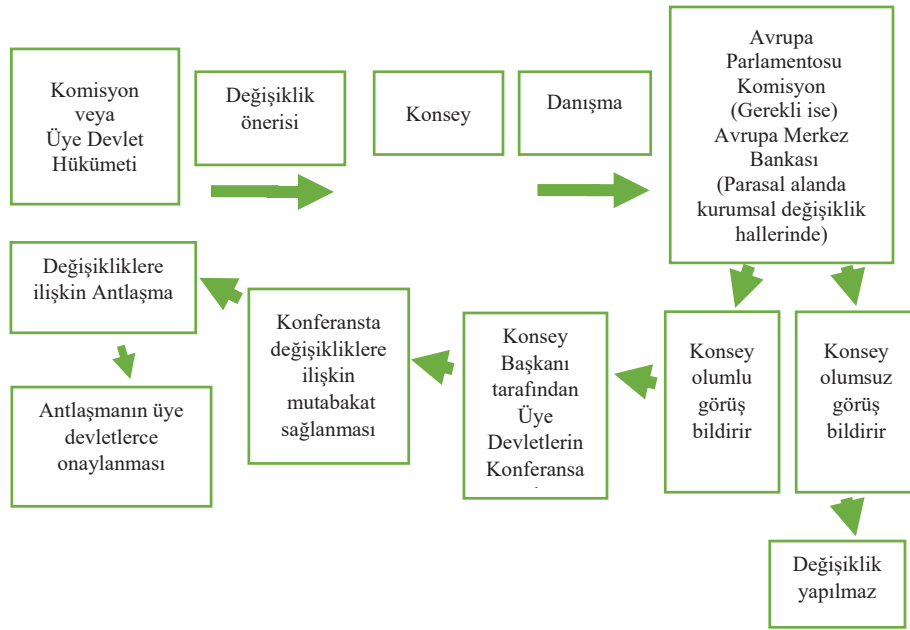 Komisyon
veya
Üye Devlet
Hükümeti
Değişiklik
önerisi
Konsey
Danışma
Avrupa
Parlamentosu
Komisyon
(Gerekli ise)
Avrupa Merkez
Bankası
(Parasal alanda
kurumsal değişiklik
hallerinde)
Konsey
olumlu
görüş
bildirir
Konsey
olumsuz
görüş
bildirir
Değişiklik
yapılmaz
Konsey
Başkanı
tarafından
Üye
Devletlerin
Konferansa
Konferansta
değişikliklere
ilişkin
mutabakat
sağlanması
Değişikliklere
ilişkin Antlaşma
Antlaşmanın üye
devletlerce
onaylanması